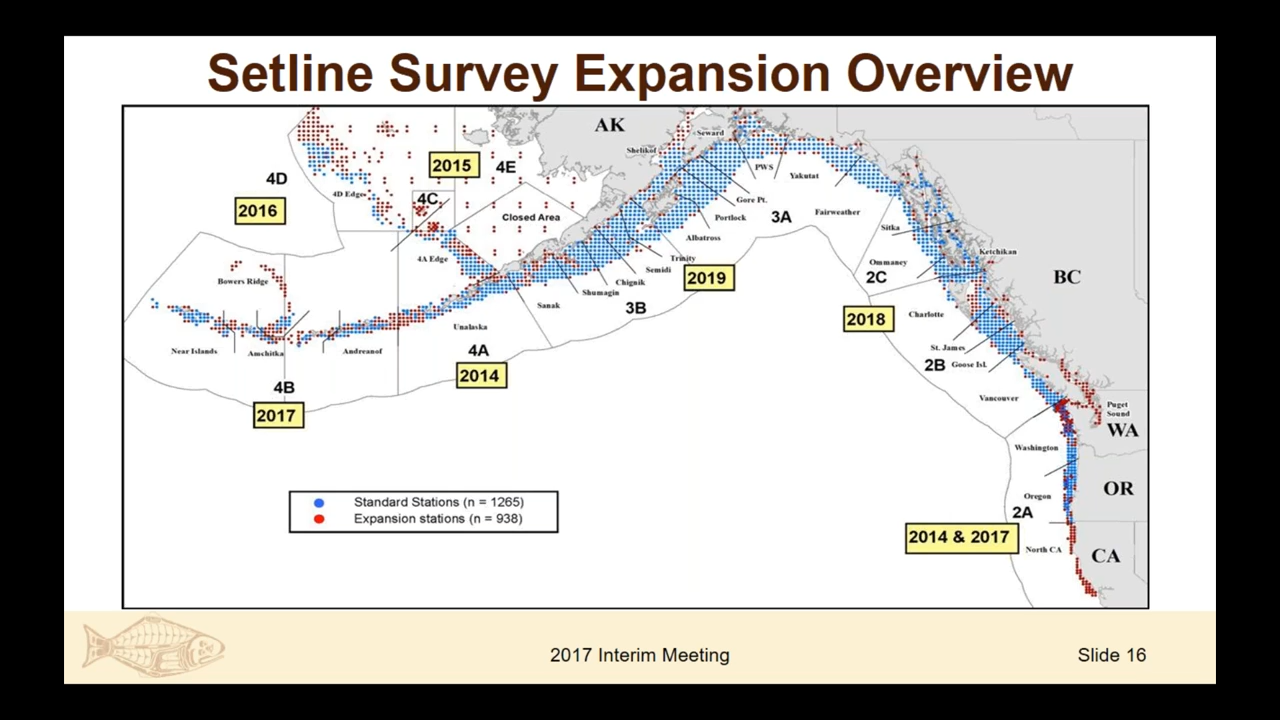 Setline Survey Expansion Overview
AK
Seward
Shelikof
2015
4E
4D
PWS
Yakutat
4D Edge
4C
2016
Gore Pt.
Closed Area
Portlock
3A
Fairweather
Sitka
Albatross
Ketchikan
4A Edge
Trinity
Ommaney
Semidi
2019
2C
BC
Bowers Ridge
Chignik
Shumagin
Sanak
3B
2018
Charlotte
Unalaska
St. James
Near Islands
Amchitka
Andreanof
4A
2B
Goose Isl.
2014
4B
Vancouver
Puget
Sound
2017
WA
Washington
OR
Standard Stations (n = 1265)
Expansion stations (n = 938)
Oregon
2A
2014 & 2017
North CA
CA
2017 Interim Meeting
Slide 16